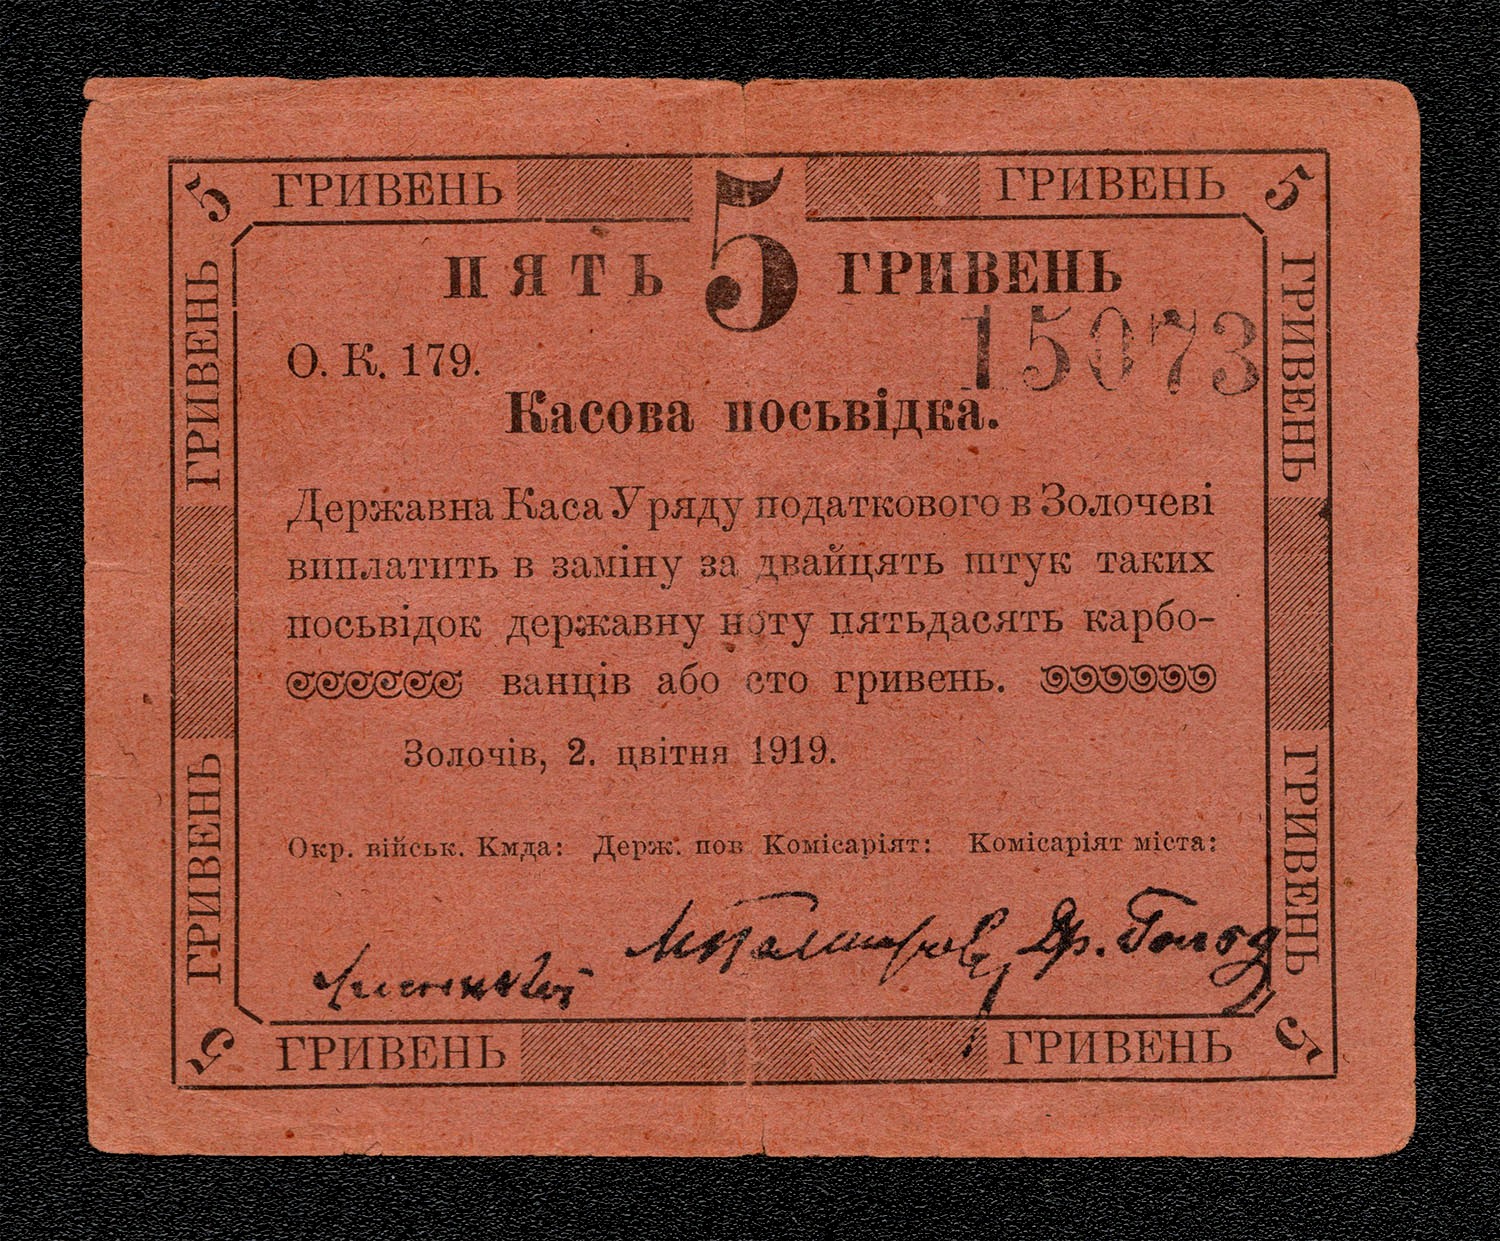 5 ГРИВЕНЬ 5 ГРИВЕНЬ 5
ПЯТЬ ГРИВЕНЬ
15073
О. К. 179.
Касова посьвідка.
Державна Каса Уряду податкового в Золочеві
виплатить в заміну за двайцять штук таких
посьвідок державну ноту пятьдасять карбо-
ванців або сто гривень.
Золочів, 2. цвітня 1919.
Окр. військ. Кмда: Держ. пов Комісаріят: Комісаріят міста:
Др.
ГРИВЕНЬ
ГРИВЕНЬ
ГРИВЕНЬ
ГРИВЕНЬ
5 ГРИВЕНЬ ГРИВЕНЬ 5